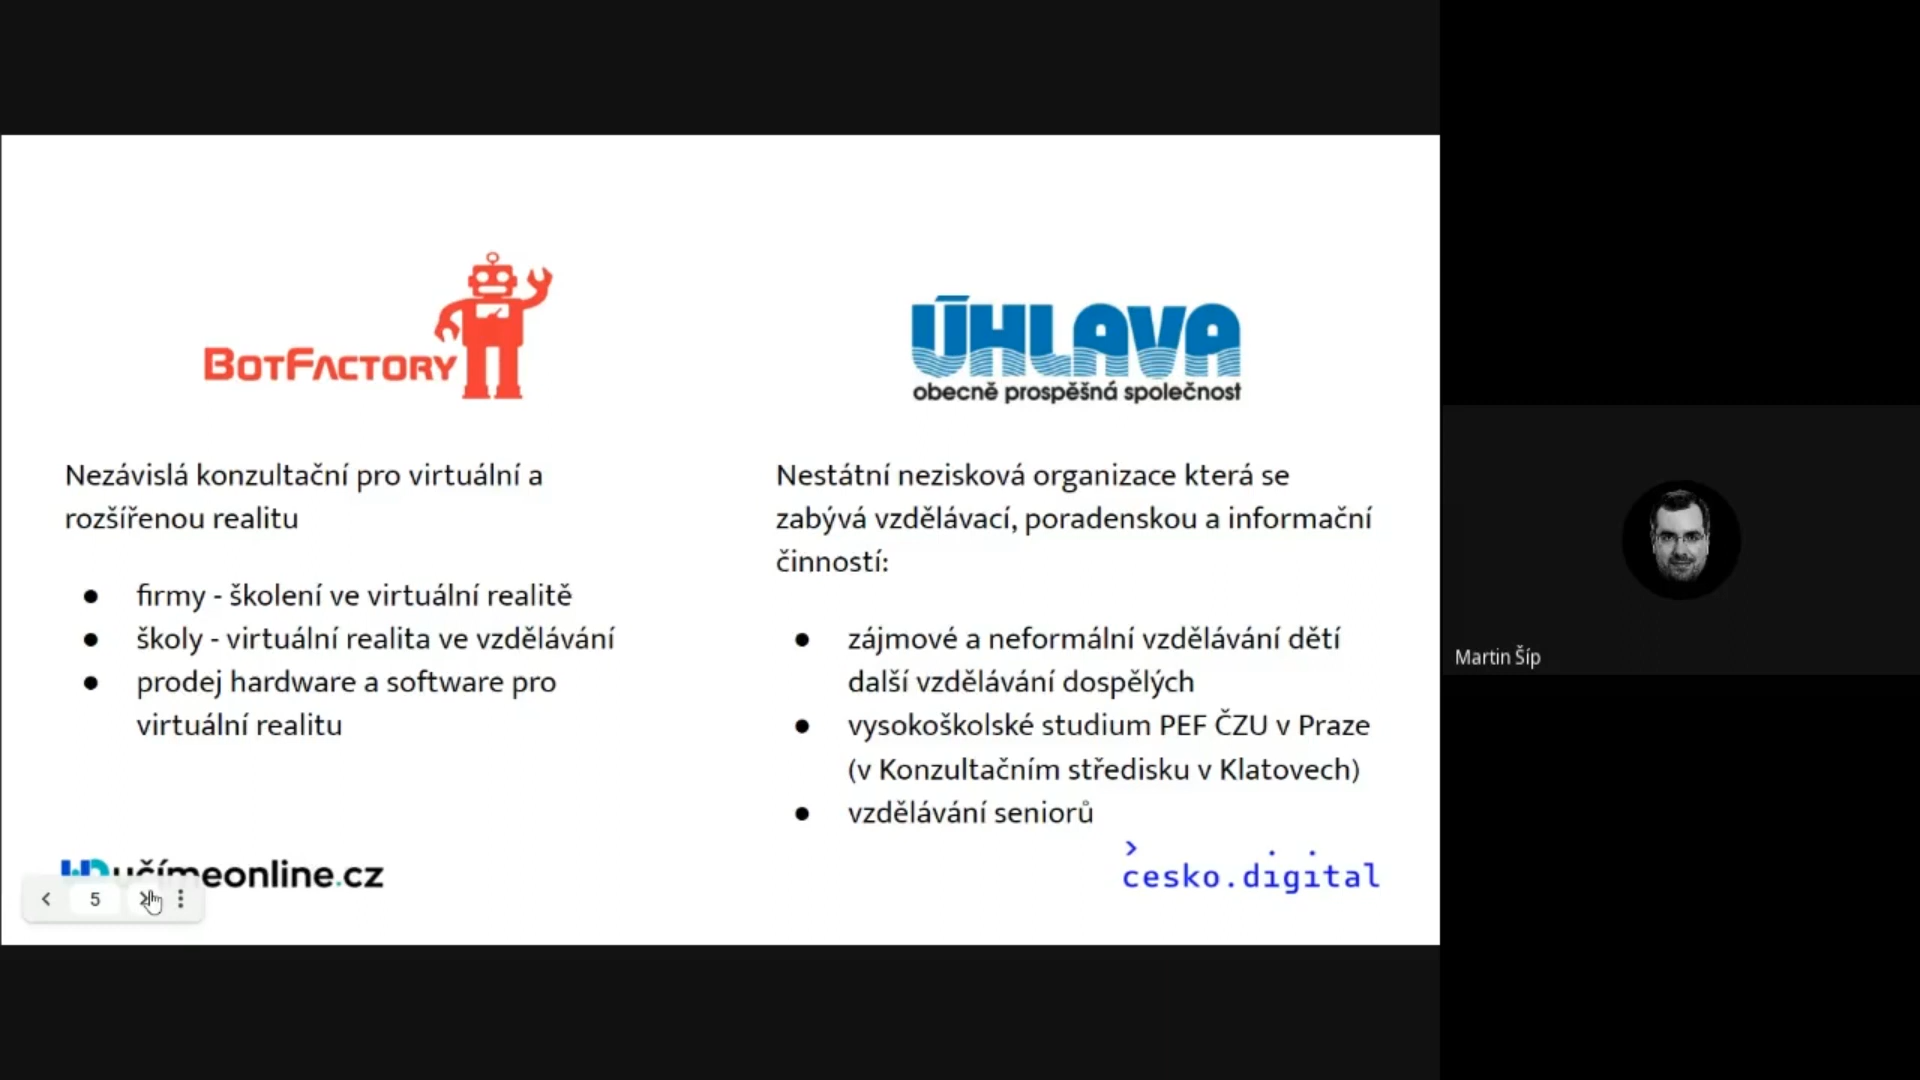 BOTFACTORY
Nezávislá konzultační pro virtuální a
rozšířenou realitu
● firmy - školení ve virtuální realitě
● školy - virtuální realita ve vzdělávání
● prodej hardware a software pro
virtuální realitu
ÚHLAVA
obecně prospěšná společnost
Nestátní nezisková organizace která se
zabývá vzdělávací, poradenskou a informační
činností:
● zájmové a neformální vzdělávání dětí
další vzdělávání dospělých
● vysokoškolské studium PEF ČZU v Praze
(v Konzultačním středisku v Klatovech)
● vzdělávání seniorů
učímeonline.cz
5
cesko.digital
Martin Šíp